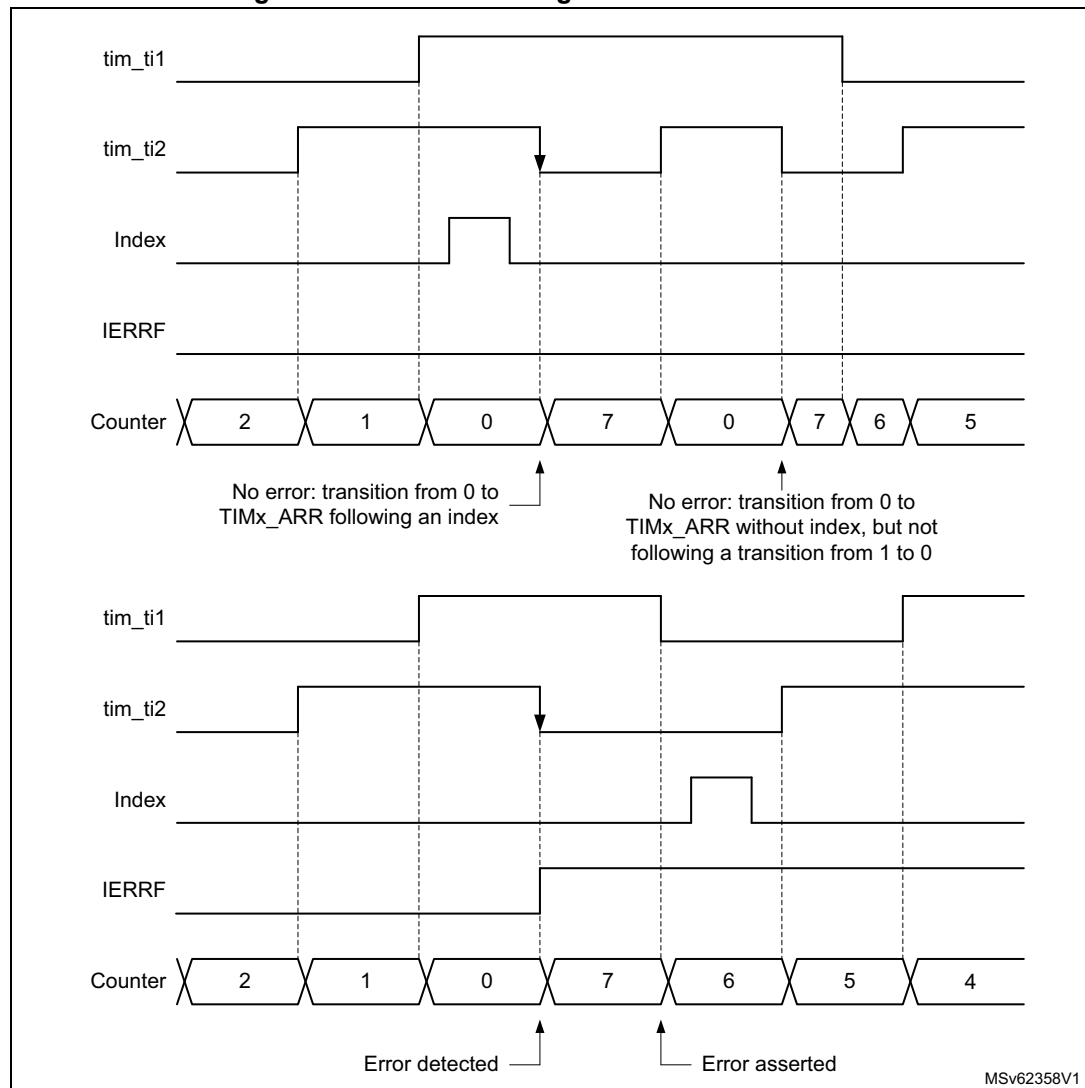 tim_ti1
tim_ti2
Index
IERRF
Counter 2 1 0 7 0 7 6 5
No error: transition from 0 to
TIMx_ARR following an index
No error: transition from 0 to
TIMx_ARR without index, but not
following a transition from 1 to 0
tim_ti1
tim_ti2
Index
IERRF
Counter 2 1 0 7 6 5 4
Error detected
Error asserted
MSv62358V1